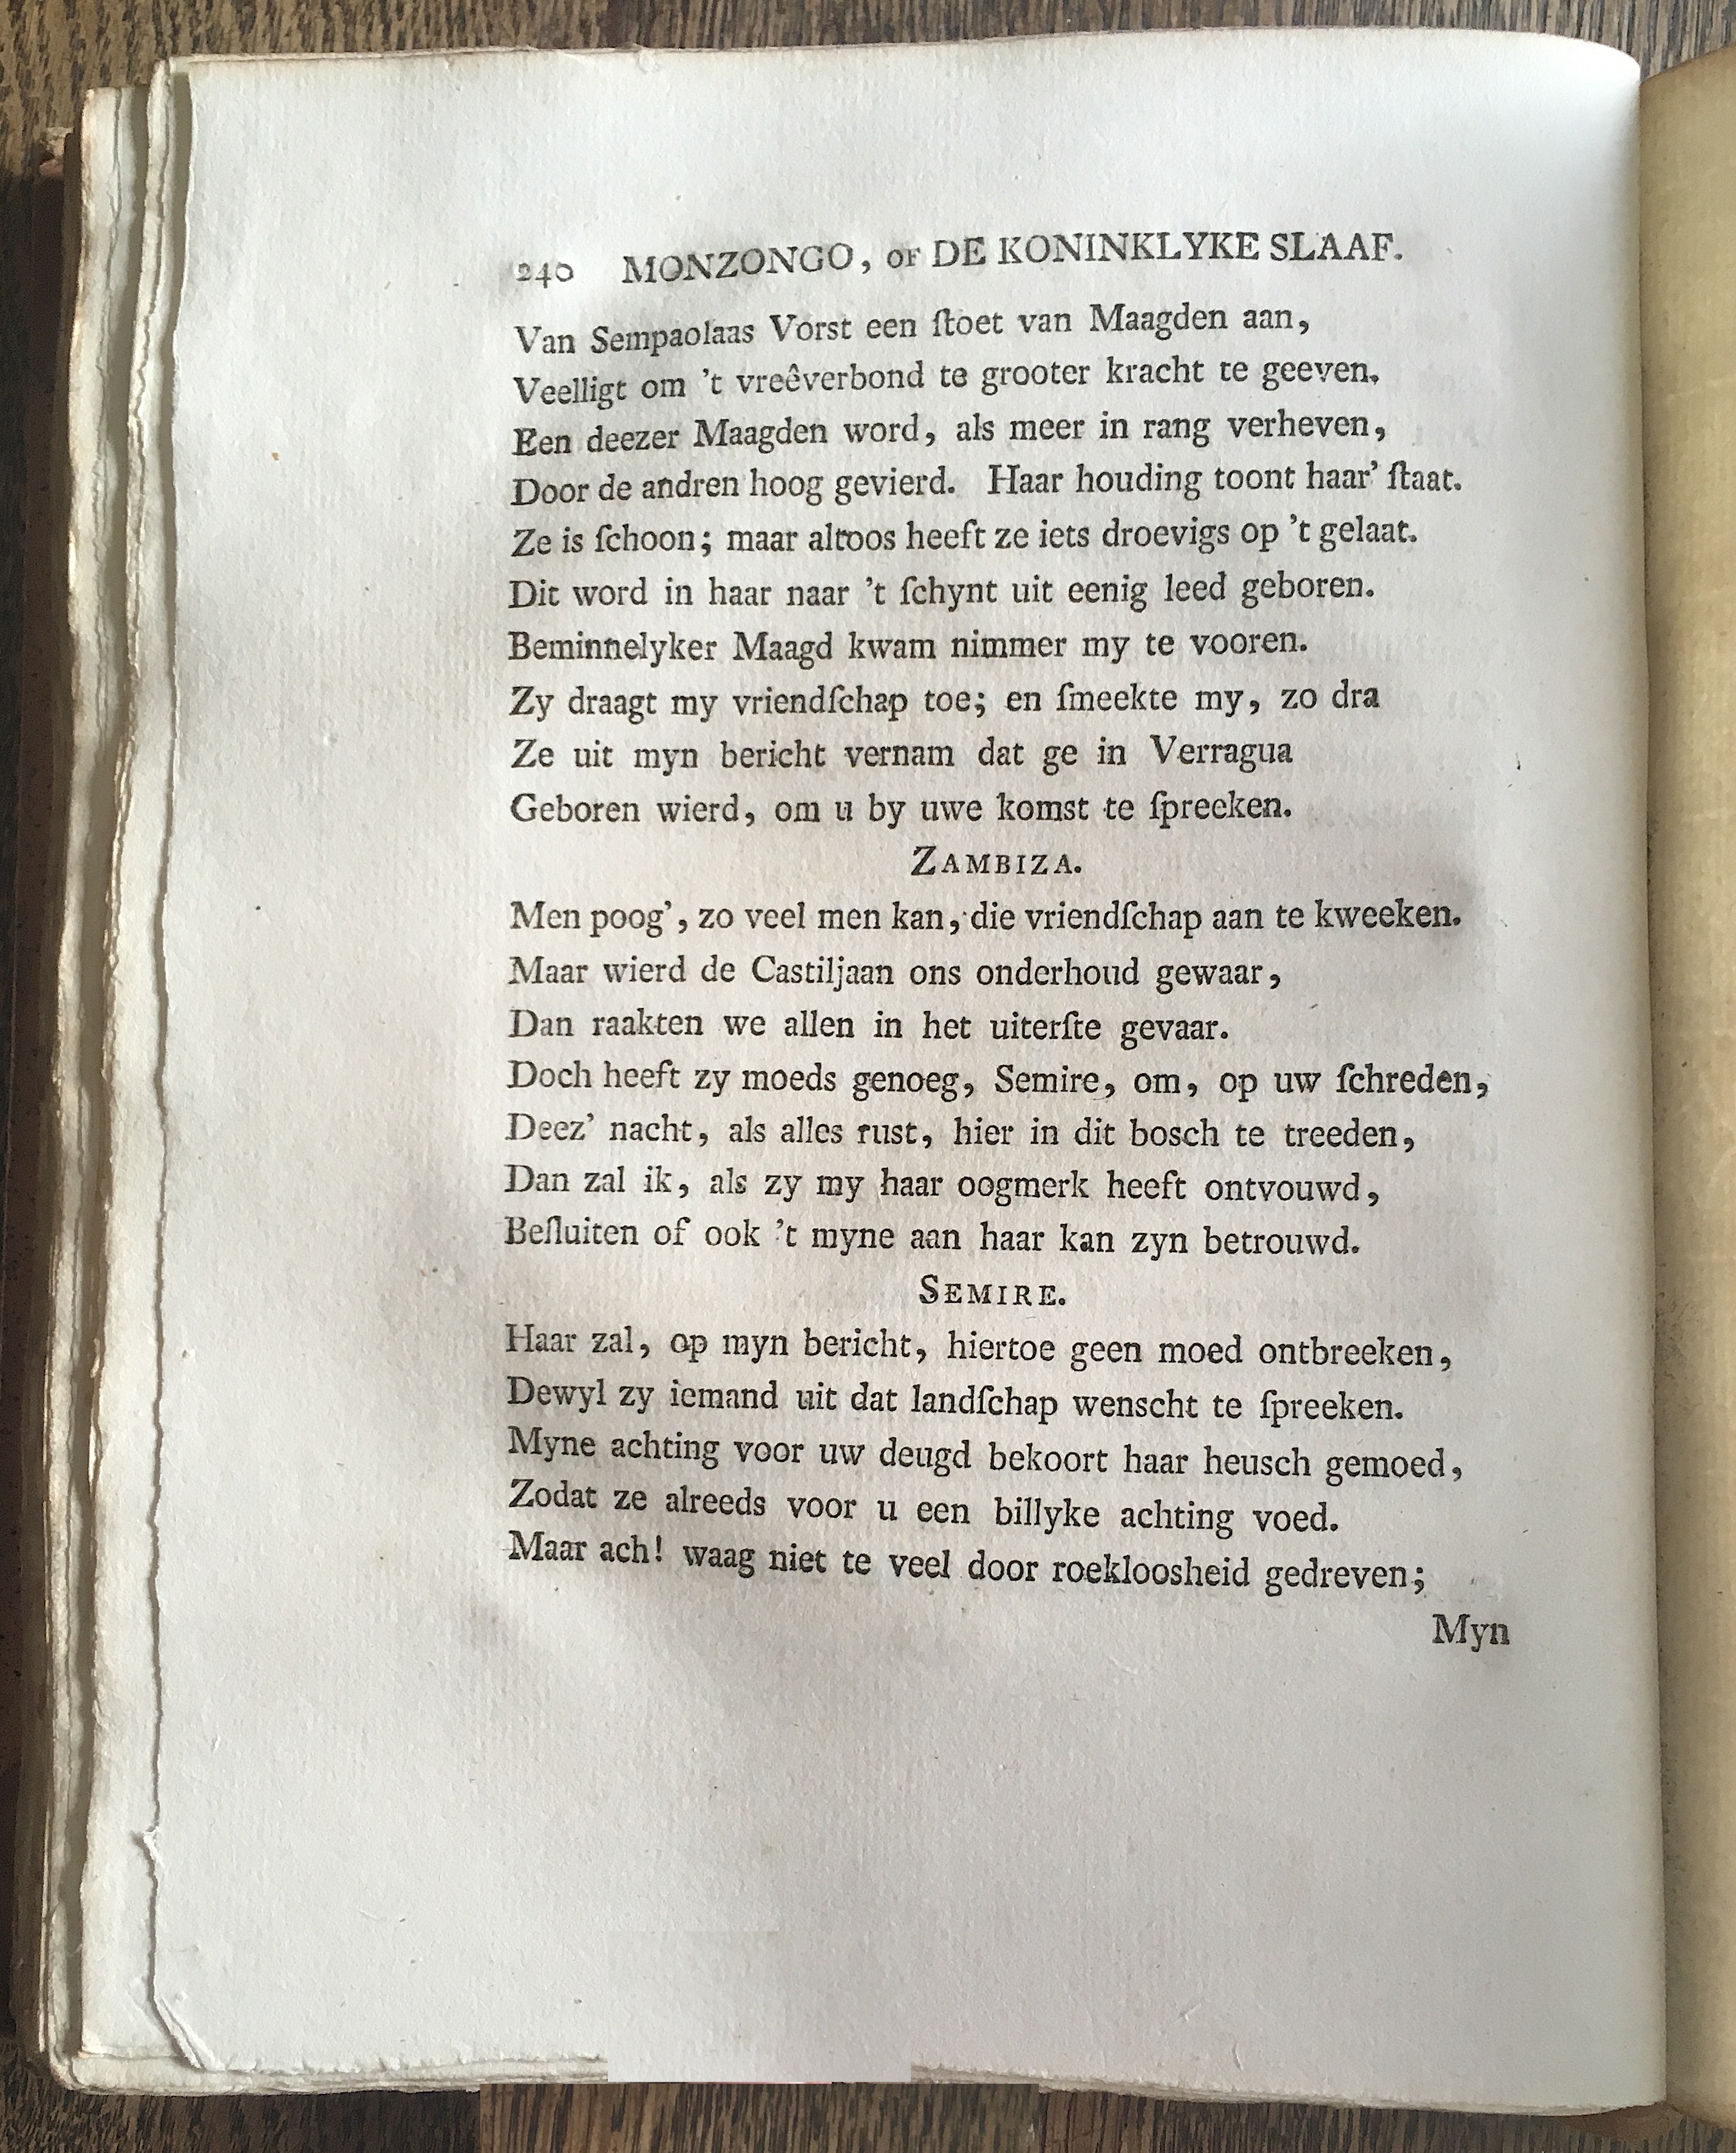 240 MONZONGO, OF DE KONINKLYKE SLAAF.
Van Sempaolaas Vorst een ſtoet van Maagden aan,
Veelligt om 't vreêverbond te grooter kracht te geeven.
Een deezer Maagden word, als meer in rang verheven,
Door de andren hoog gevierd. Haar houding toont haar' ſtaat.
Ze is ſchoon; maar altoos heeft ze iets droevigs op 't gelaat.
Dit word in haar naar 't ſchynt uit eenig leed geboren.
Beminnelyker Maagd kwam nimmer my te vooren.
Zy draagt my vriendſchap toe; en ſmeekte my, zo dra
Ze uit myn bericht vernam dat ge in Verragua
Geboren wierd, om u by uwe komst te ſpreeken.
ZAMBIZA.
Men poog', zo veel men kan, die vriendſchap aan te kweeken.
Maar wierd de Castiljaan ons onderhoud gewaar,
Dan raakten we allen in het uiterſte gevaar.
Doch heeft zy moeds genoeg, Semire, om, op uw ſchreden,
Deez' nacht, als alles rust, hier in dit bosch te treeden,
Dan zal ik, als zy my haar oogmerk heeft ontvouwd,
Beſluiten of ook 't myne aan haar kan zyn betrouwd.
SEMIRE.
Haar zal, op myn bericht, hiertoe geen moed ontbreeken,
Dewyl zy iemand uit dat landſchap wenscht te ſpreeken.
Myne achting voor uw deugd bekoort haar heusch gemoed,
Zodat ze alreeds voor u een billyke achting voed.
Maar ach! waag niet te veel door roekloosheid gedreven;
Myn